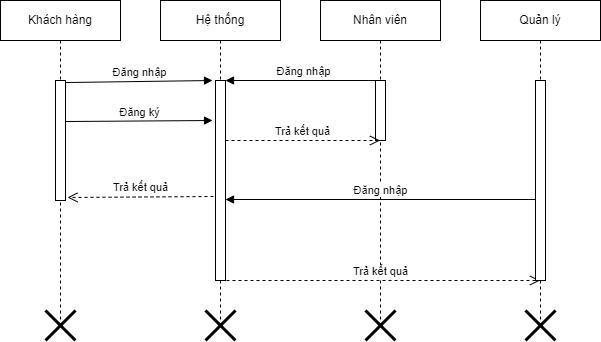 Khách hàng
Hệ thống
Nhân viên
Quản lý
Đăng nhập
Đăng nhập
Đăng ký
Trả kết quả
Trả kết quả
Đăng nhập
Trả kết quả